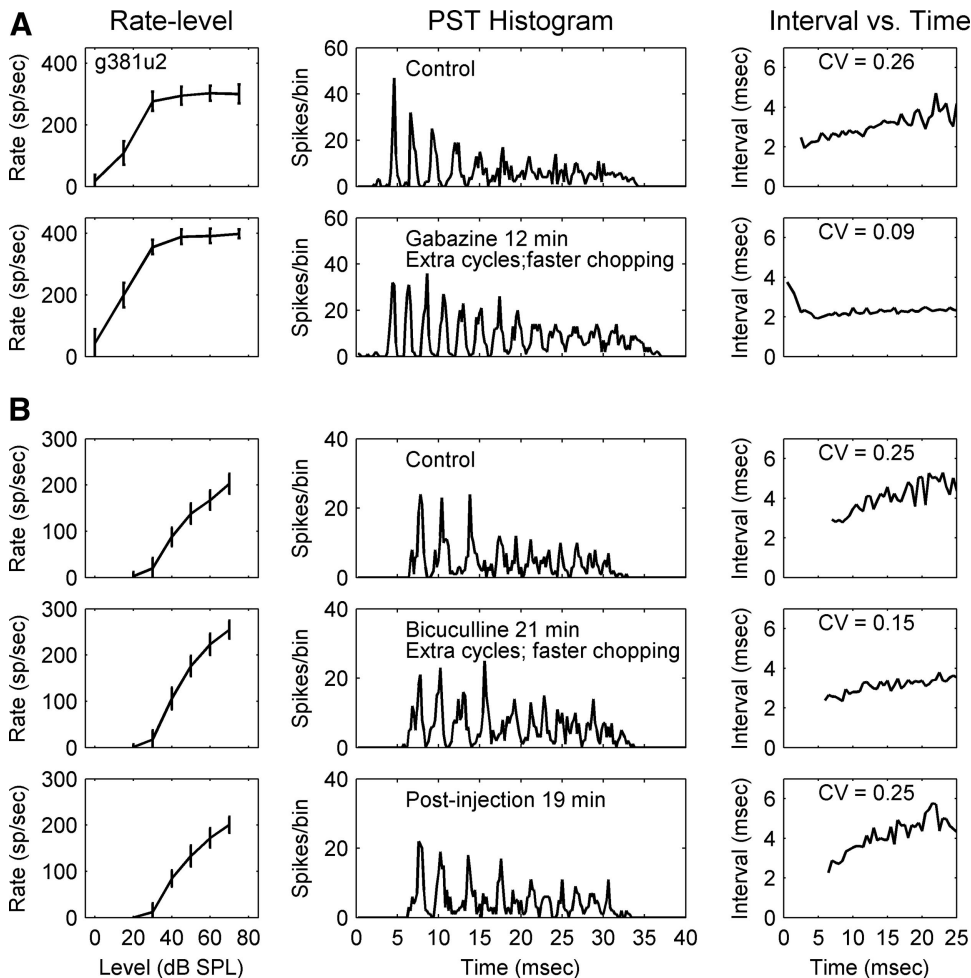 A
Rate-level
PST Histogram
Interval vs. Time
Rate (sp/sec)
400
200
0
g381u2
Spikes/bin
60
40
20
0
Control
Interval (msec)
6
4
2
0
CV = 0.26
Rate (sp/sec)
400
200
0
Spikes/bin
60
40
20
0
Gabazine 12 min
Extra cycles;faster chopping
Interval (msec)
6
4
2
0
CV = 0.09
B
Rate (sp/sec)
300
200
100
0
Spikes/bin
40
20
0
Control
Interval (msec)
6
4
2
0
CV = 0.25
Rate (sp/sec)
300
200
100
0
Spikes/bin
40
20
0
Bicuculline 21 min
Extra cycles; faster chopping
Interval (msec)
6
4
2
0
CV = 0.15
Rate (sp/sec)
300
200
100
0
0 20 40 60 80
Level (dB SPL)
Spikes/bin
40
20
0
Post-injection 19 min
0 5 10 15 20 25 30 35 40
Time (msec)
Interval (msec)
6
4
2
0
CV = 0.25
0 5 10 15 20 25
Time (msec)